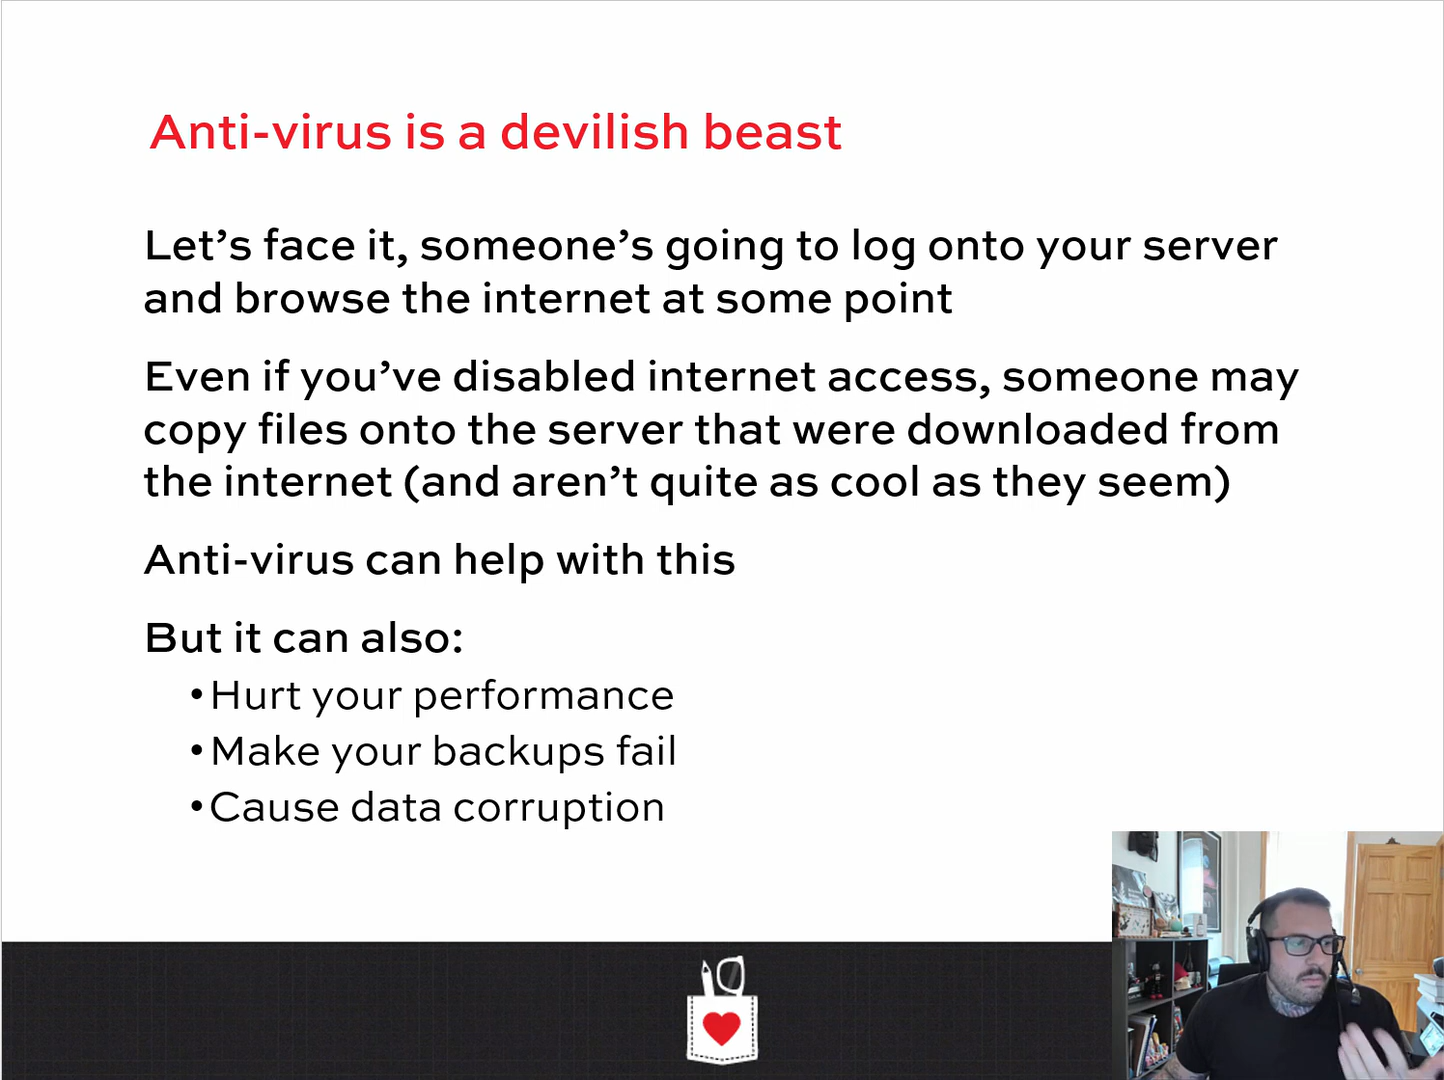 Anti-virus is a devilish beast
Let’s face it, someone’s going to log onto your server
and browse the internet at some point
Even if you’ve disabled internet access, someone may
copy files onto the server that were downloaded from
the internet (and aren’t quite as cool as they seem)
Anti-virus can help with this
But it can also:
•Hurt your performance
•Make your backups fail
•Cause data corruption